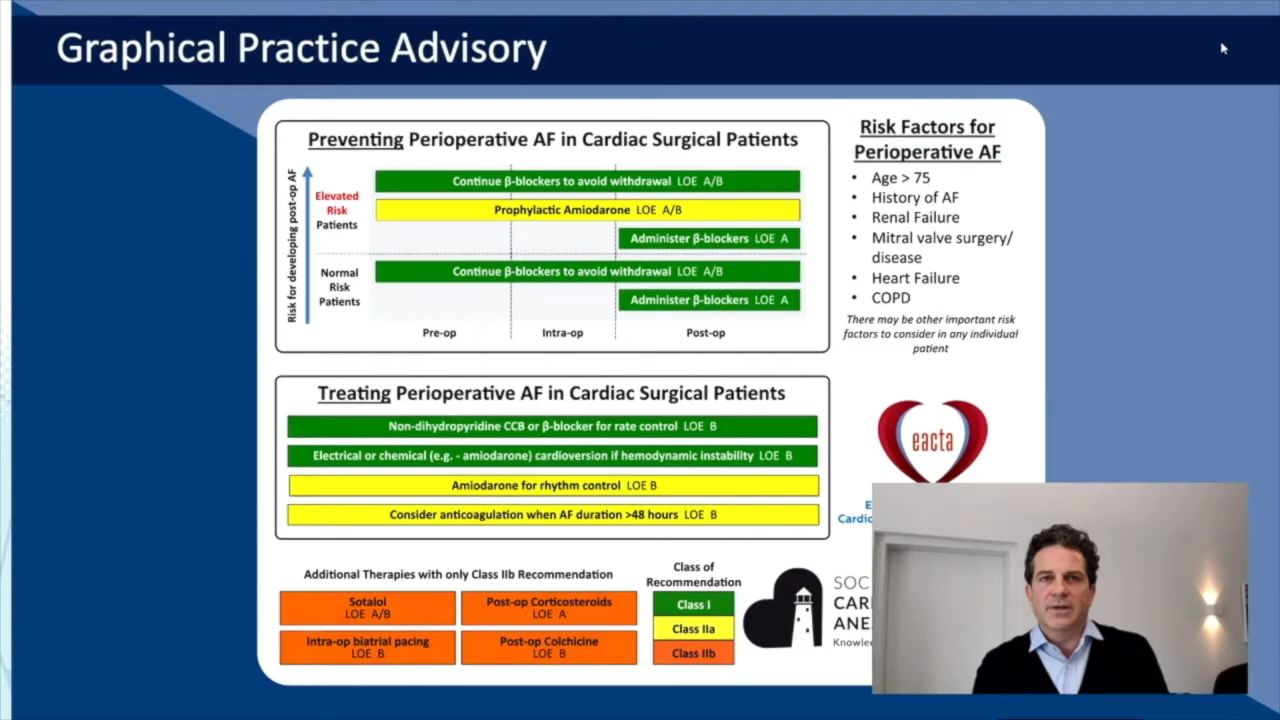 Graphical Practice Advisory
Preventing Perioperative AF in Cardiac Surgical Patients
Risk for developing post-op AF
Elevated
Risk
Patients
Continue β-blockers to avoid withdrawal LOE A/B
Prophylactic Amiodarone LOE A/B
Administer β-blockers LOE A
Normal
Risk
Patients
Continue β-blockers to avoid withdrawal LOE A/B
Administer β-blockers LOE A
Pre-op
Intra-op
Post-op
Risk Factors for
Perioperative AF
• Age > 75
• History of AF
• Renal Failure
• Mitral valve surgery/
disease
• Heart Failure
• COPD
There may be other important risk
factors to consider in any individual
patient
Treating Perioperative AF in Cardiac Surgical Patients
Non-dihydropyridine CCB or β-blocker for rate control LOE B
Electrical or chemical (e.g. - amiodarone) cardioversion if hemodynamic instability LOE B
Amiodarone for rhythm control LOE B
Consider anticoagulation when AF duration >48 hours LOE B
eacta
E
Cardio
Additional Therapies with only Class IIb Recommendation
Sotalol
LOE A/B
Post-op Corticosteroids
LOE A
Intra-op biatrial pacing
LOE B
Post-op Colchicine
LOE B
Class of
Recommendation
Class I
Class IIa
Class IIb
SOC
CAR
ANE
Knowle